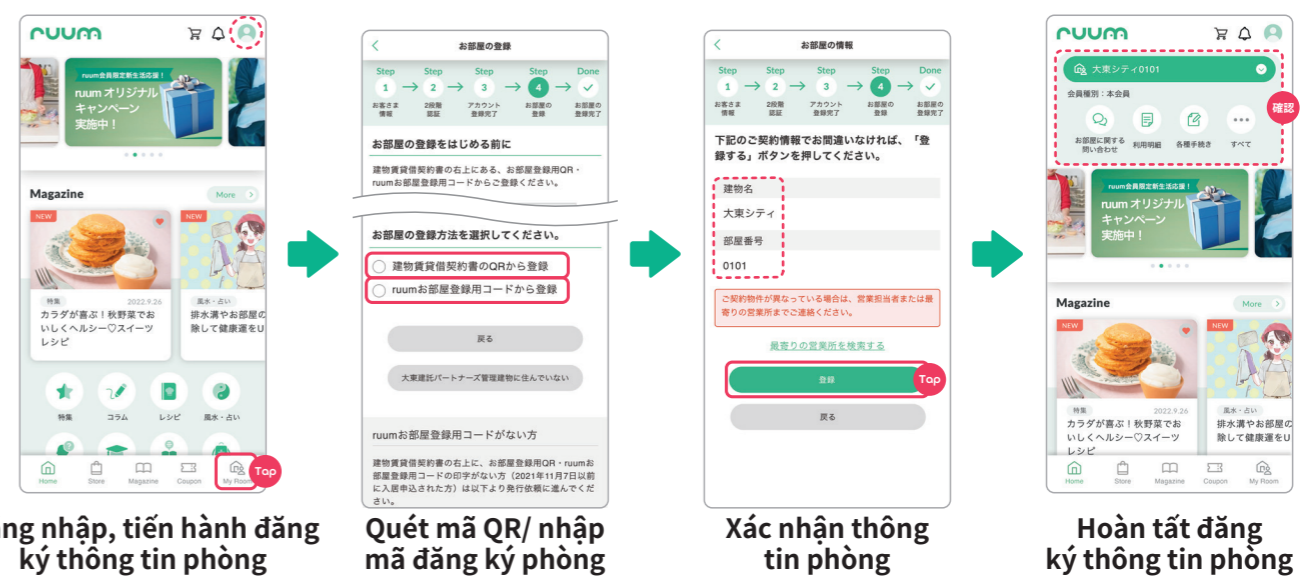 ruum
ruum会員限定新生活応援！
ruum オリジナル
キャンペーン
実施中！
Magazine
More >
NEW
NEW
特集
2022.9.26
カラダが喜ぶ！秋野菜でお
いしくヘルシー♡スイーツ
レシピ
風水・占い
排水溝やお部屋の
除して健康運をU
特集
コラム
レシピ
風水・占い
Home
Store
Magazine
Coupon
My Room
Tap
ng nhập, tiến hành đăng
ký thông tin phòng
お部屋の登録
Step
Step
Step
Step
Done
1
2
3
4
お客さま
情報
2段階
認証
アカウント
登録完了
お部屋の
登録
お部屋の
登録完了
お部屋の登録をはじめる前に
建物賃貸借契約書の右上にある、お部屋登録用QR・
ruumお部屋登録用コードからご登録ください。
お部屋の登録方法を選択してください。
建物賃貸借契約書のQRから登録
ruumお部屋登録用コードから登録
戻る
大東建託パートナーズ管理建物に住んでいない
ruumお部屋登録用コードがない方
建物賃貸借契約書の右上に、お部屋登録用QR・ruumお
部屋登録用コードの印字がない方（2021年11月7日以前
に入居申込された方）は以下より発行依頼に進んでくだ
さい。
Quét mã QR/ nhập
mã đăng ký phòng
お部屋の情報
Step
Step
Step
Step
Done
1
2
3
4
お客さま
情報
2段階
認証
アカウント
登録完了
お部屋の
登録
お部屋の
登録完了
下記のご契約情報でお間違いなければ、「登
録する」ボタンを押してください。
建物名
大東シティ
部屋番号
0101
ご契約物件が異なっている場合は、営業担当者または最
寄りの営業所までご連絡ください。
最寄りの営業所を検索する
登録
Tap
戻る
Xác nhận thông
tin phòng
ruum
大東シティ0101
会員種別：本会員
確認
お部屋に関する
問い合わせ
利用明細
各種手続き
すべて
ruum会員限定新生活応援！
ruum オリジナル
キャンペーン
実施中！
Magazine
More >
NEW
NEW
特集
2022.9.26
カラダが喜ぶ！秋野菜でお
いしくヘルシー♡スイーツ
レシピ
風水・占い
排水溝やお部屋の
除して健康運をU
Home
Store
Magazine
Coupon
My Room
Hoàn tất đăng
ký thông tin phòng